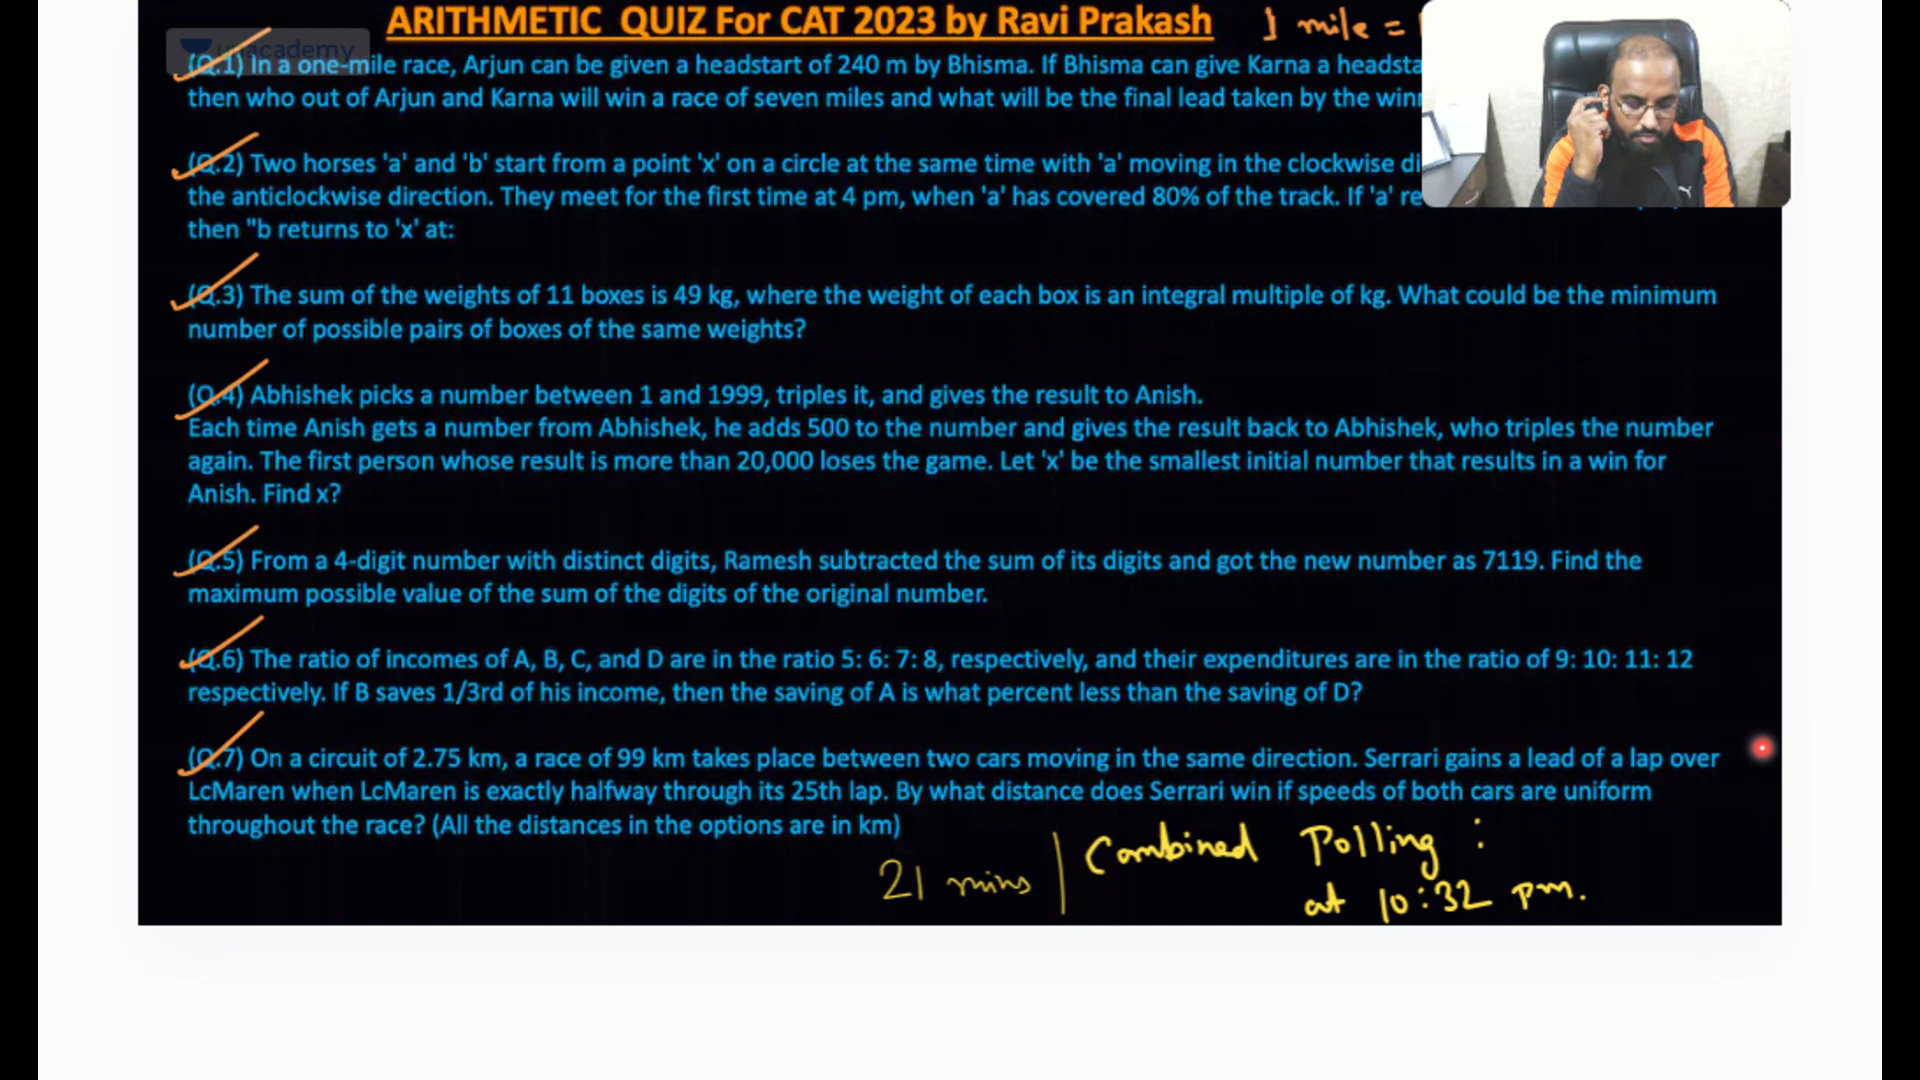 ARITHMETIC QUIZ For CAT 2023 by Ravi Prakash
1 mile =
unacademy
(Q.1) In a one-mile race, Arjun can be given a headstart of 240 m by Bhisma. If Bhisma can give Karna a
then who out of Arjun and Karna will win a race of seven miles and what will be the final lead taken by the
(Q.2) Two horses 'a' and 'b' start from a point 'x' on a circle at the same time with 'a' moving in the clockwise
the anticlockwise direction. They meet for the first time at 4 pm, when 'a' has covered 80% of the track. If 'a'
then "b returns to 'x' at:
(Q.3) The sum of the weights of 11 boxes is 49 kg, where the weight of each box is an integral multiple of kg. What could be the minimum
number of possible pairs of boxes of the same weights?
(Q.4) Abhishek picks a number between 1 and 1999, triples it, and gives the result to Anish.
Each time Anish gets a number from Abhishek, he adds 500 to the number and gives the result back to Abhishek, who triples the number
again. The first person whose result is more than 20,000 loses the game. Let 'x' be the smallest initial number that results in a win for
Anish. Find x?
(Q.5) From a 4-digit number with distinct digits, Ramesh subtracted the sum of its digits and got the new number as 7119. Find the
maximum possible value of the sum of the digits of the original number.
(Q.6) The ratio of incomes of A, B, C, and D are in the ratio 5: 6: 7: 8, respectively, and their expenditures are in the ratio of 9: 10: 11: 12
respectively. If B saves 1/3rd of his income, then the saving of A is what percent less than the saving of D?
(Q.7) On a circuit of 2.75 km, a race of 99 km takes place between two cars moving in the same direction. Serrari gains a lead of a lap over
LcMaren when LcMaren is exactly halfway through its 25th lap. By what distance does Serrari win if speeds of both cars are uniform
throughout the race? (All the distances in the options are in km)
21 mins | Combined Polling :
at 10:32 pm.